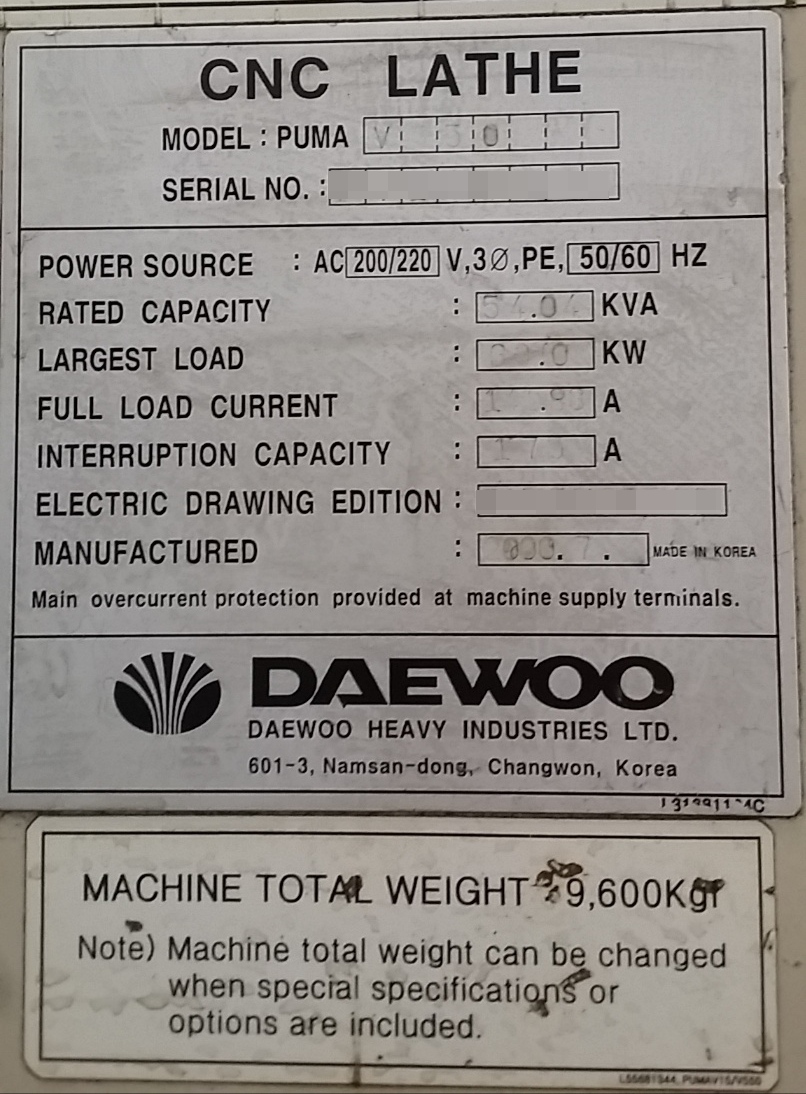 CNC LATHE
MODEL : PUMA
SERIAL NO. :
POWER SOURCE : AC 200/220 V,3Ø,PE, 50/60 HZ
RATED CAPACITY : KVA
LARGEST LOAD : KW
FULL LOAD CURRENT : A
INTERRUPTION CAPACITY : A
ELECTRIC DRAWING EDITION :
MANUFACTURED : MADE IN KOREA
Main overcurrent protection provided at machine supply terminals.
DAEWOO
DAEWOO HEAVY INDUSTRIES LTD.
601-3, Namsan-dong, Changwon, Korea
MACHINE TOTAL WEIGHT 9,600Kgf
Note) Machine total weight can be changed
when special specifications or
options are included.